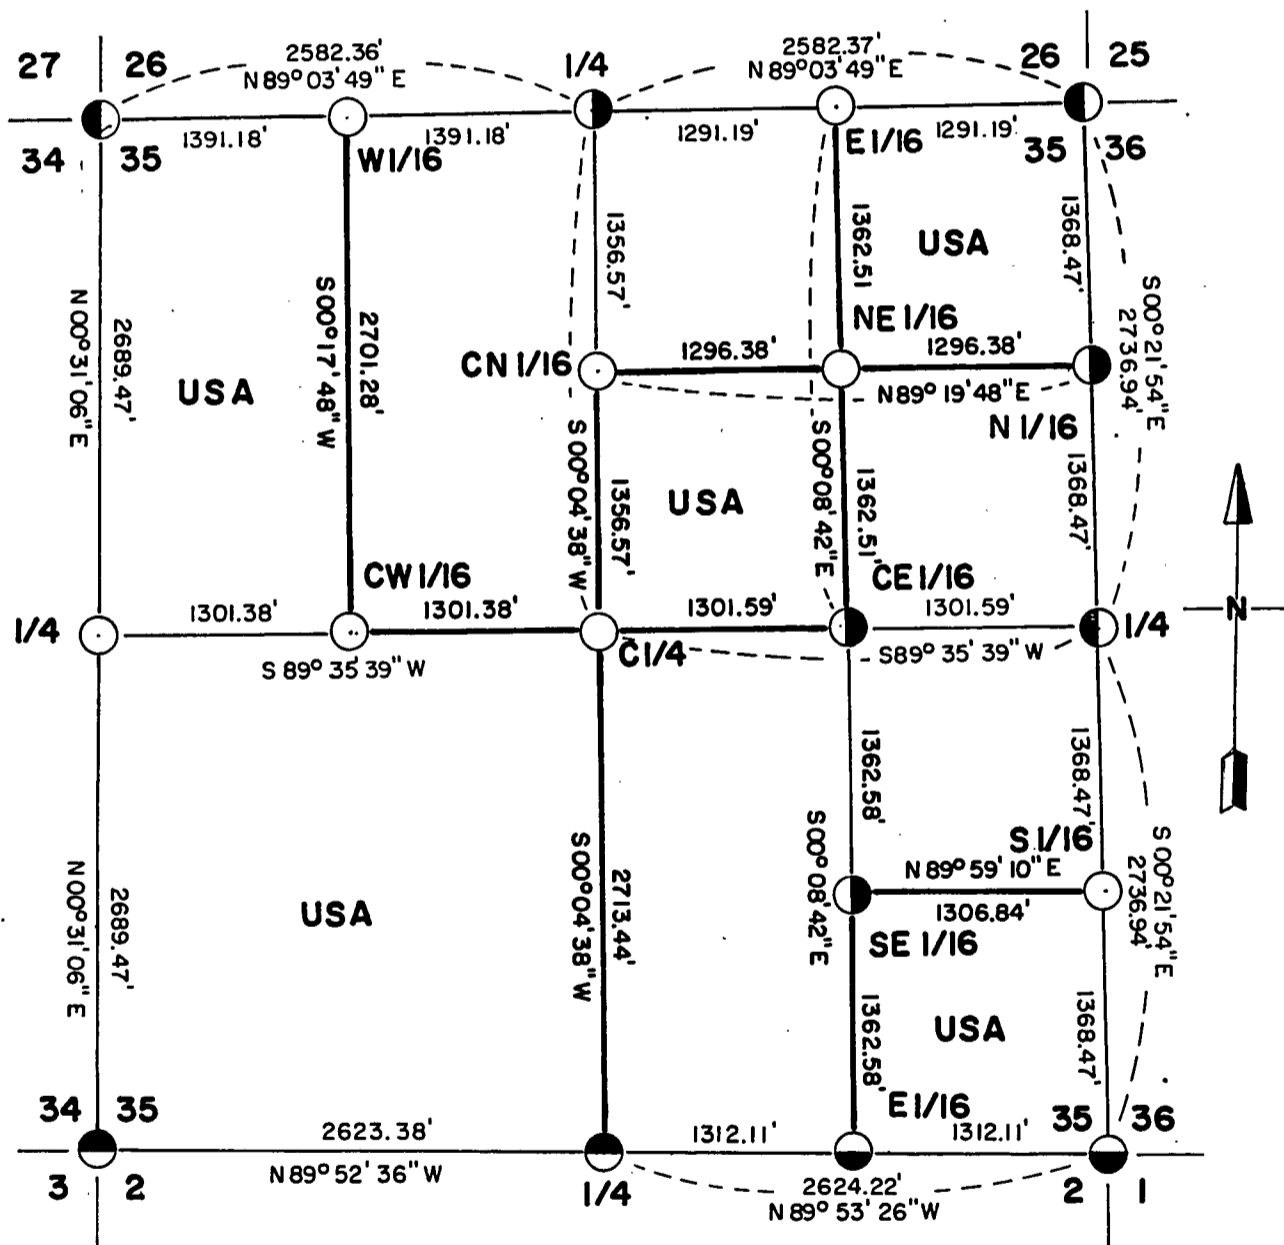 27 26
2582.36'
N 89° 03' 49" E
1/4
2582.37'
N 89° 03' 49" E
26 25
1391.18'
1391.18'
1291.19'
1291.19'
34 35
W 1/16
E 1/16
35 36
N 00° 31' 06" E
2689.47'
USA
S 00° 17' 48" W
2701.28'
1356.57'
1362.51
USA
1368.47'
S 00° 21' 54" E
2736.94'
NE 1/16
CN 1/16
1296.38'
1296.38'
N 89° 19' 48" E
N 1/16
S 00° 04' 38" W
1356.57'
USA
S 00° 08' 42" E
1362.51'
1368.47'
CW 1/16
CE 1/16
1/4
1301.38'
1301.38'
1301.59'
1301.59'
1/4
N
S 89° 35' 39" W
C 1/4
S 89° 35' 39" W
1362.58'
1368.47'
S 1/16
N 00° 31' 06" E
2689.47'
USA
S 00° 04' 38" W
2713.44'
S 00° 08' 42" E
N 89° 59' 10" E
1306.84'
S 00° 21' 54" E
2736.94'
SE 1/16
1362.58'
USA
1368.47'
34 35
E 1/16
35 36
2623.38'
1312.11'
1312.11'
N 89° 52' 36" W
3 2
1/4
2624.22'
N 89° 53' 26" W
2 1